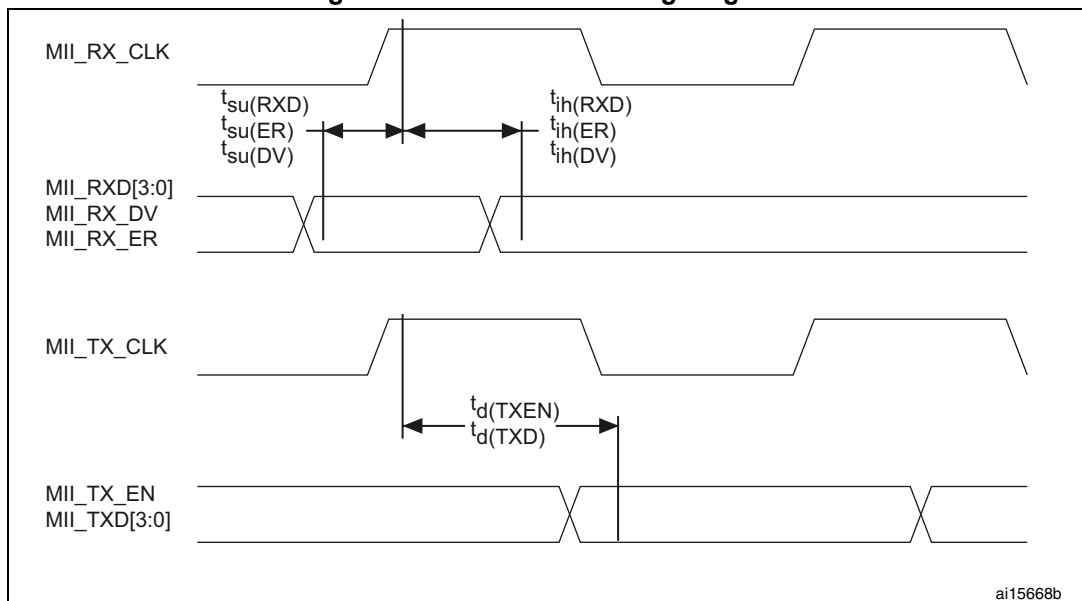 MII_RX_CLK
tsu(RXD)
tsu(ER)
tsu(DV)
tih(RXD)
tih(ER)
tih(DV)
MII_RXD[3:0]
MII_RX_DV
MII_RX_ER
MII_TX_CLK
td(TXEN)
td(TXD)
MII_TX_EN
MII_TXD[3:0]
ai15668b